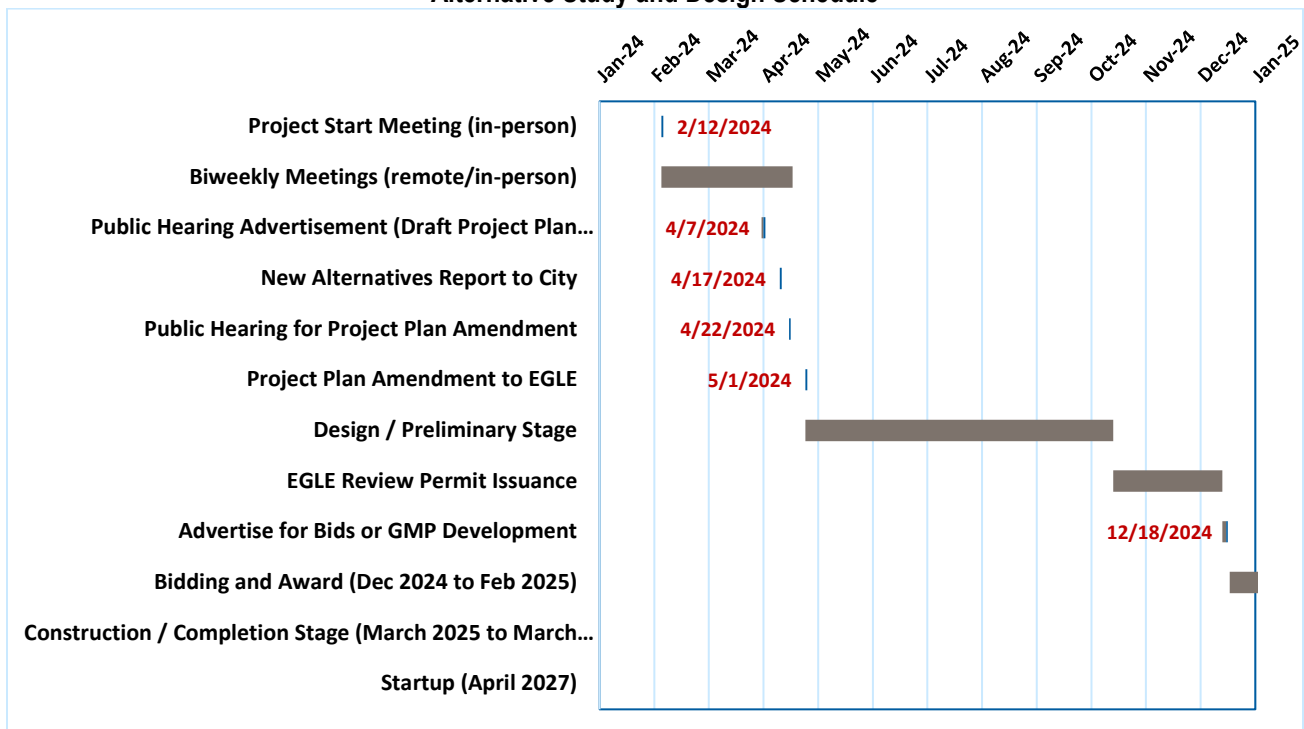 Alternative Study and Design Schedule
Jan-24 Feb-24 Mar-24 Apr-24 May-24 Jun-24 Jul-24 Aug-24 Sep-24 Oct-24 Nov-24 Dec-24 Jan-25
Project Start Meeting (in-person) 2/12/2024
Biweekly Meetings (remote/in-person)
Public Hearing Advertisement (Draft Project Plan... 4/7/2024
New Alternatives Report to City 4/17/2024
Public Hearing for Project Plan Amendment 4/22/2024
Project Plan Amendment to EGLE 5/1/2024
Design / Preliminary Stage
EGLE Review Permit Issuance
Advertise for Bids or GMP Development 12/18/2024
Bidding and Award (Dec 2024 to Feb 2025)
Construction / Completion Stage (March 2025 to March...
Startup (April 2027)